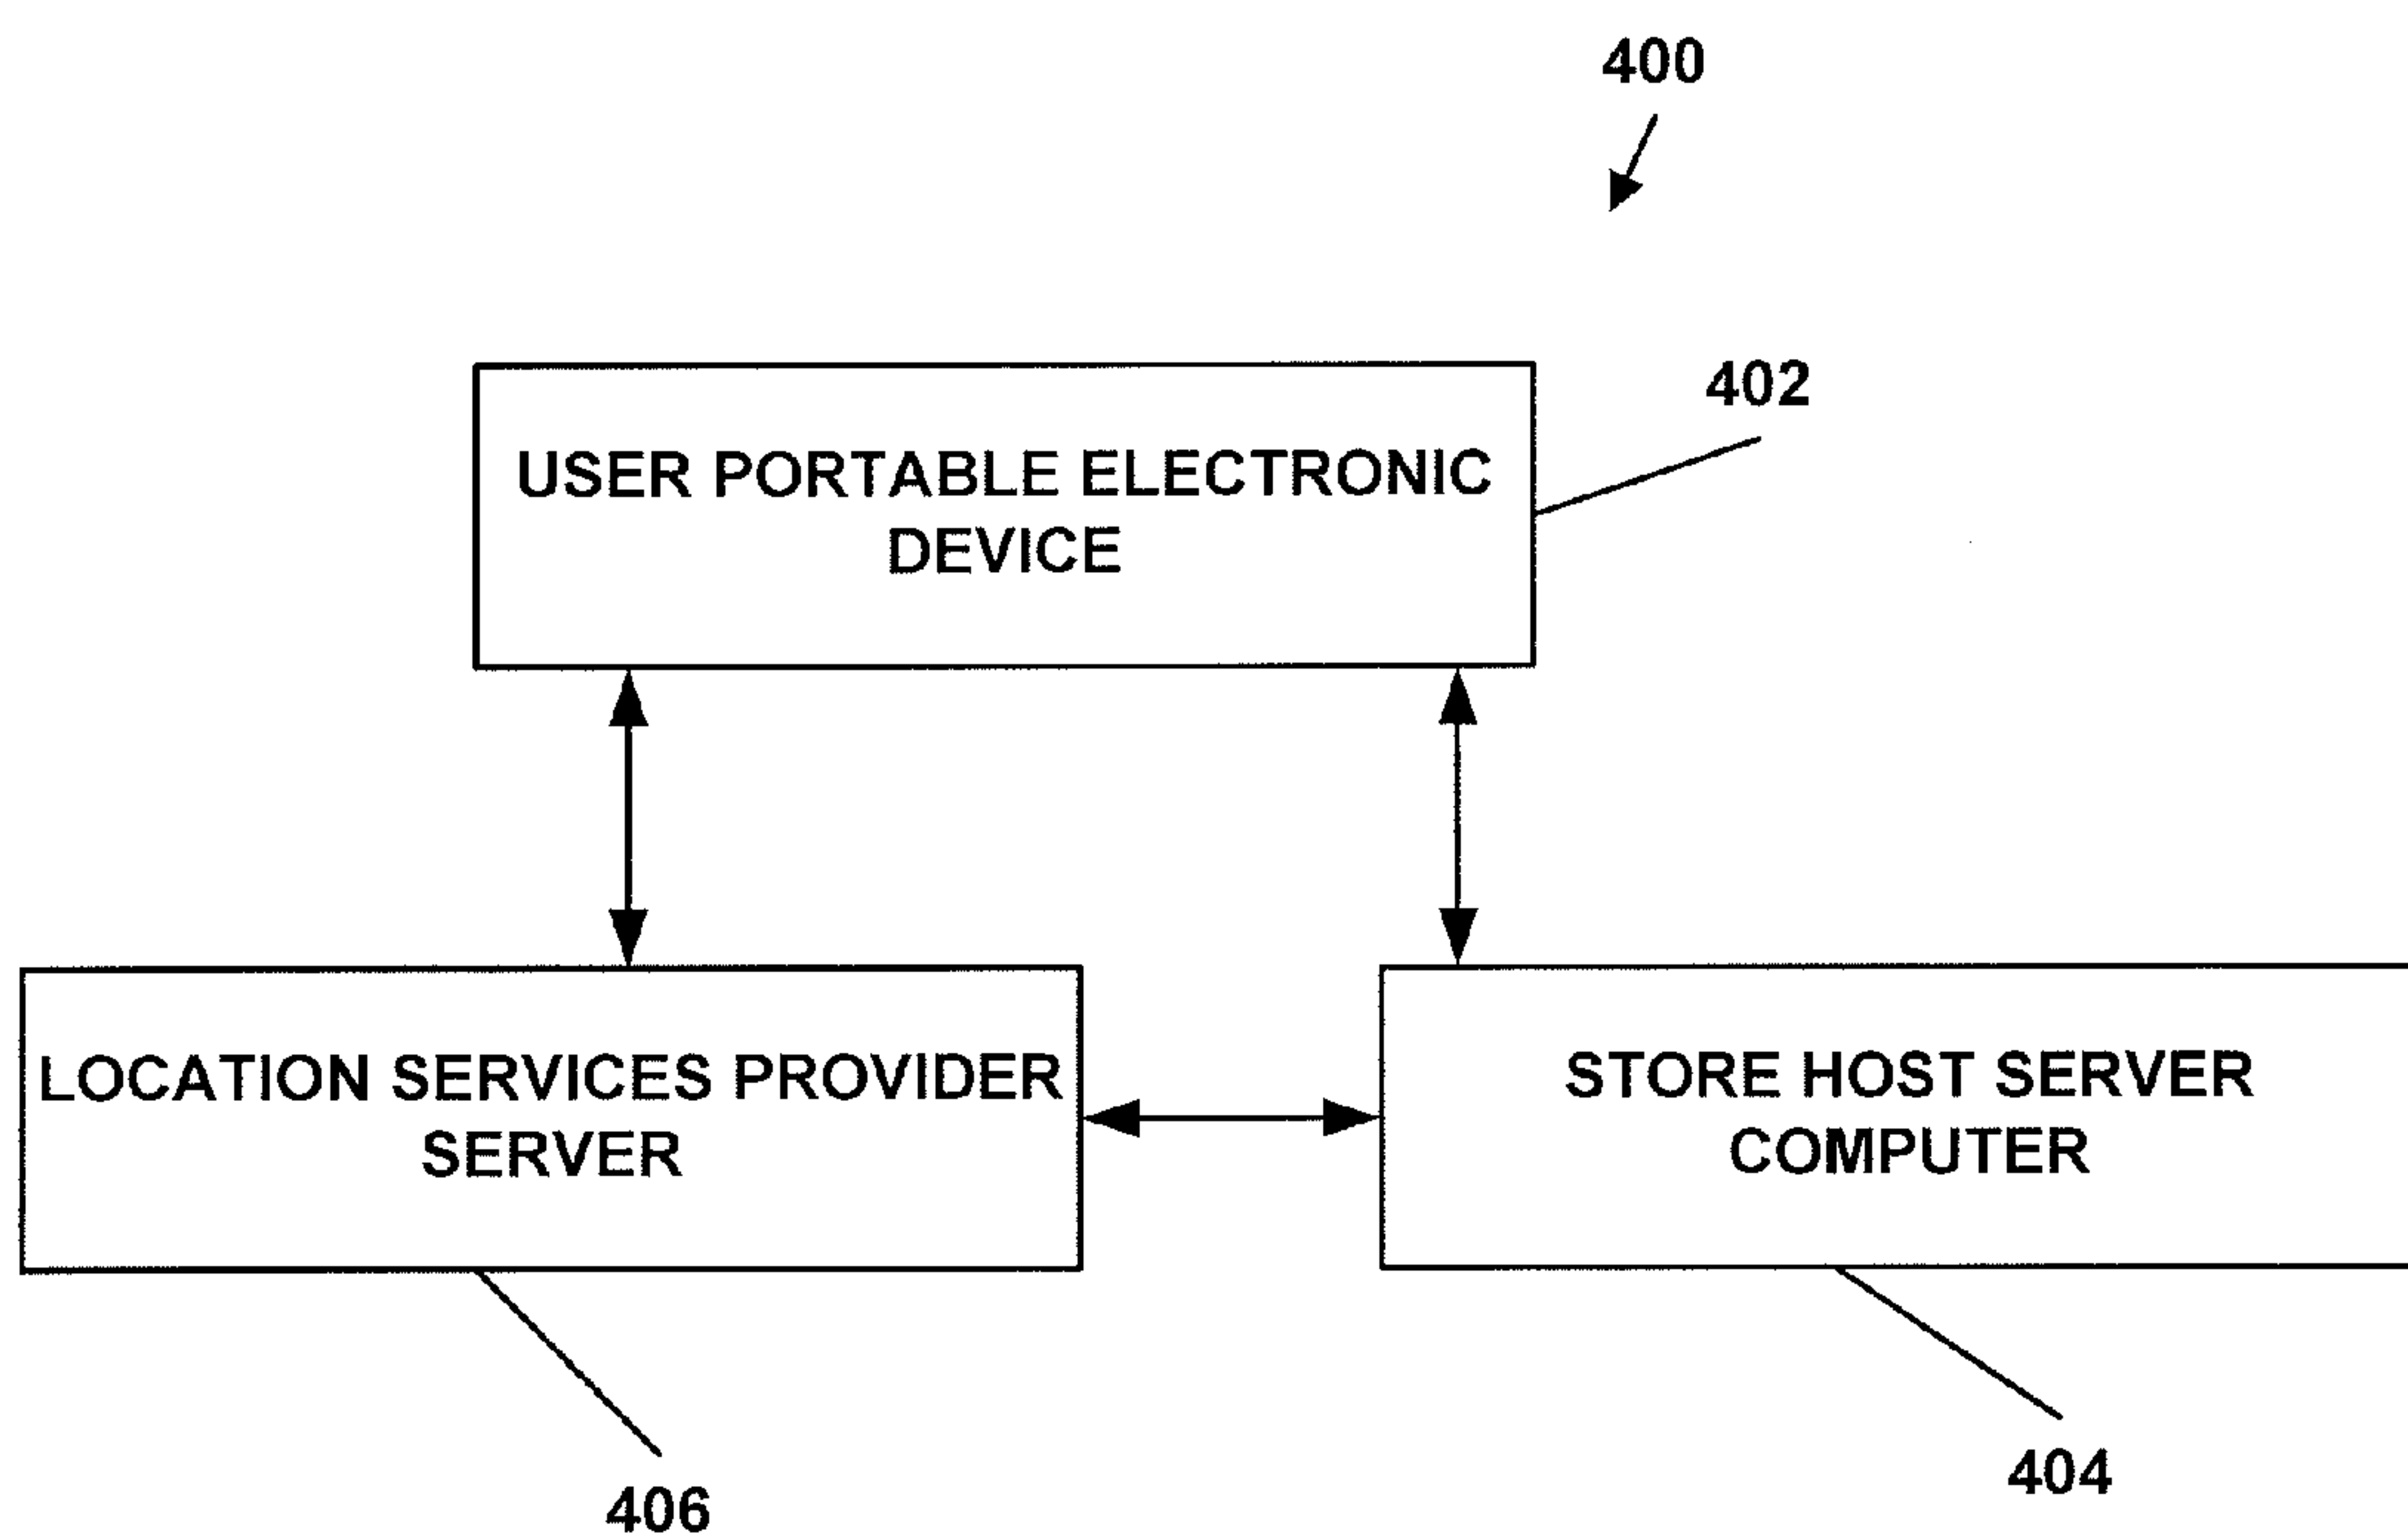 400
402
USER PORTABLE ELECTRONIC
DEVICE
LOCATION SERVICES PROVIDER
SERVER
STORE HOST SERVER
COMPUTER
406
404